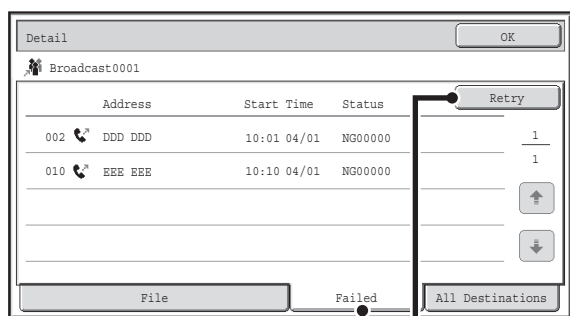 Detail OK
Broadcast0001
Retry
Address Start Time Status
002 DDD DDD 10:01 04/01 NG00000 1
1
010 EEE EEE 10:10 04/01 NG00000
File Failed All Destinations